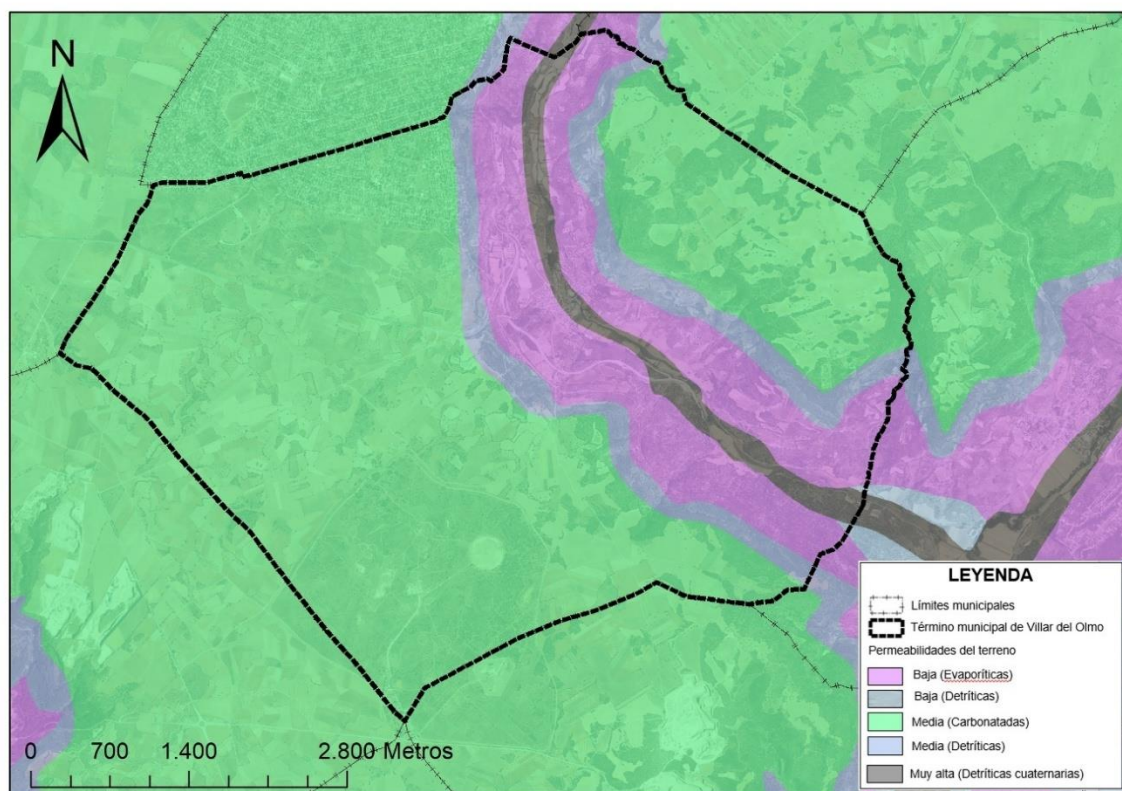 N
0 700 1.400 2.800 Metros
LEYENDA
Límites municipales
Término municipal de Villar del Olmo
Permeabilidades del terreno
Baja (Evaporíticas)
Baja (Detríticas)
Media (Carbonatadas)
Media (Detríticas)
Muy alta (Detríticas cuaternarias)